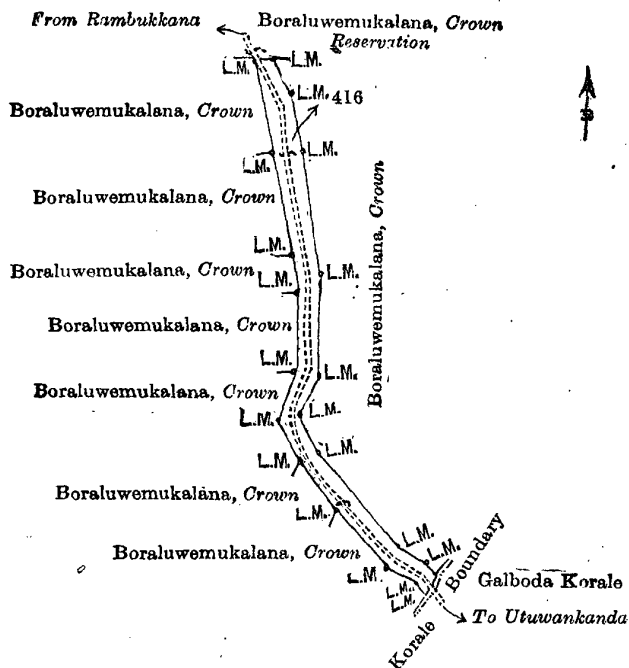 From Rambukkana
Boraluwemukalana, Crown
Reservation
L.M.
L.M.
L.M.
416
Boraluwemukalana, Crown
L.M.
L.M.
Boraluwemukalana, Crown
Boraluwemukalana, Crown
L.M.
L.M.
Boraluwemukalana, Crown
L.M.
Boraluwemukalana, Crown
L.M.
L.M.
Boraluwemukalana, Crown
L.M.
L.M.
L.M.
L.M.
Boraluwemukalana, Crown
L.M.
Boraluwemukalana, Crown
L.M.
L.M.
L.M.
L.M.
L.M.
Korale Boundary
Galboda Korale
To Utuwankanda